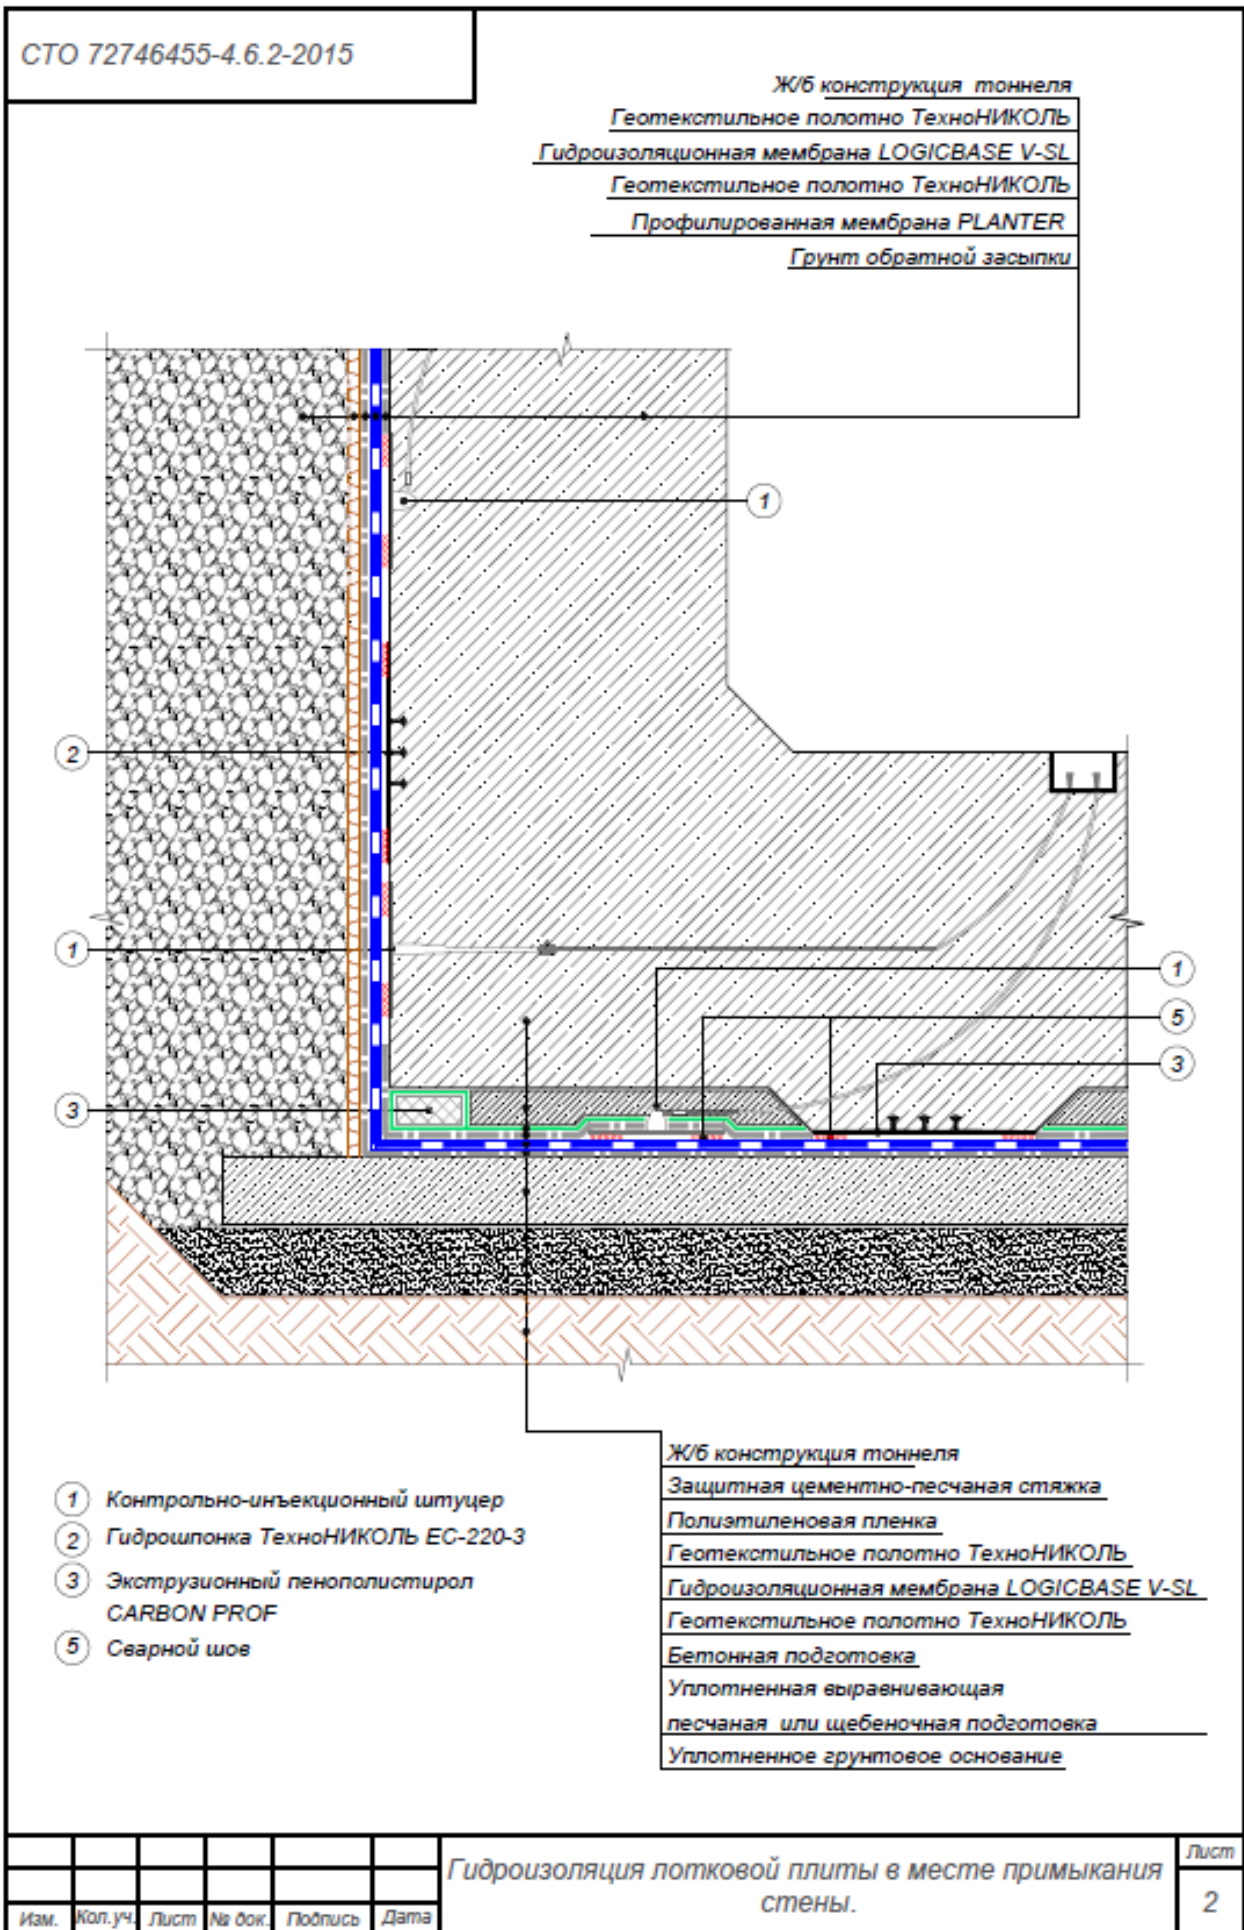 СТО 72746455-4.6.2-2015
Ж/б конструкция тоннеля
Геотекстильное полотно ТехноНИКОЛЬ
Гидроизоляционная мембрана LOGICBASE V-SL
Геотекстильное полотно ТехноНИКОЛЬ
Профилированная мембрана PLANTER
Грунт обратной засыпки
1
2
1
1
5
3
3
Ж/б конструкция тоннеля
Защитная цементно-песчаная стяжка
Полиэтиленовая пленка
Геотекстильное полотно ТехноНИКОЛЬ
Гидроизоляционная мембрана LOGICBASE V-SL
Геотекстильное полотно ТехноНИКОЛЬ
Бетонная подготовка
Уплотненная выравнивающая
песчаная или щебеночная подготовка
Уплотненное грунтовое основание
1 Контрольно-инъекционный штуцер
2 Гидрошпонка ТехноНИКОЛЬ ЕС-220-3
3 Экструзионный пенополистирол
CARBON PROF
5 Сварной шов
Изм. Кол.уч. Лист № док. Подпись Дата
Гидроизоляция лотковой плиты в месте примыкания
стены.
Лист
2